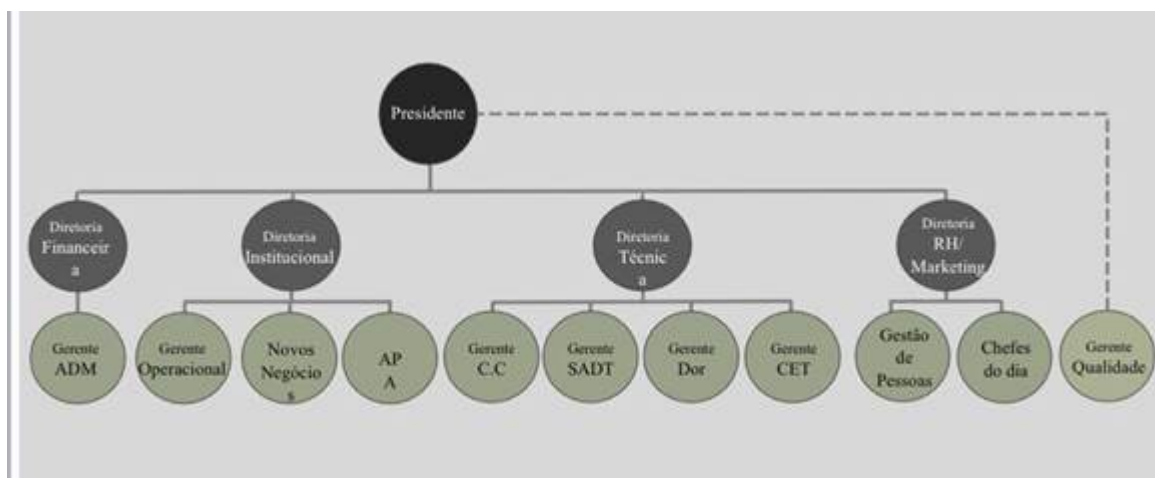 Presidente
Diretoria
Financeir
a
Diretoria
Institucional
Diretoria
Técnic
a
Diretoria
RH/
Marketing
Gerente
ADM
Gerente
Operacional
Novos
Negócio
s
AP
A
Gerente
C.C
Gerente
SADT
Gerente
Dor
Gerente
CET
Gestão
de
Pessoas
Chefes
do dia
Gerente
Qualidade